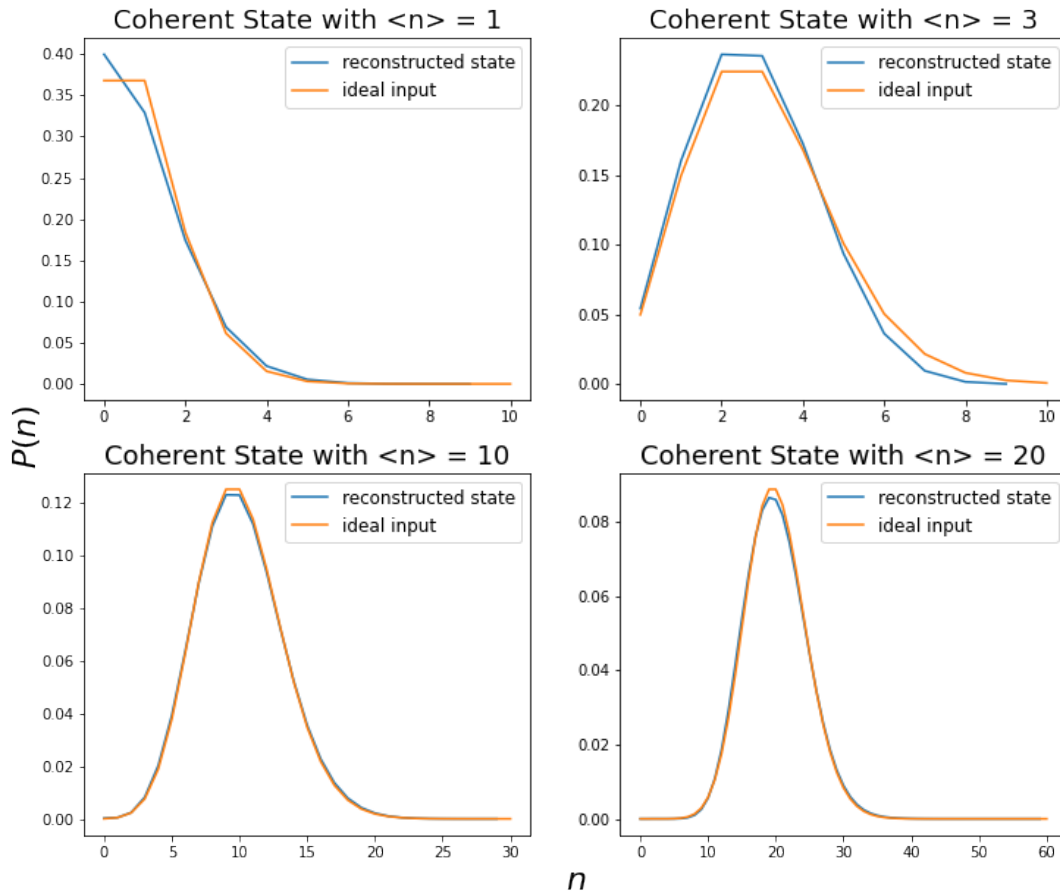 Coherent State with <n> = 1
reconstructed state
ideal input
0.40
0.35
0.30
0.25
0.20
0.15
0.10
0.05
0.00
0 2 4 6 8 10
Coherent State with <n> = 3
reconstructed state
ideal input
0.20
0.15
0.10
0.05
0.00
0 2 4 6 8 10
P(n)
Coherent State with <n> = 10
reconstructed state
ideal input
0.12
0.10
0.08
0.06
0.04
0.02
0.00
0 5 10 15 20 25 30
Coherent State with <n> = 20
reconstructed state
ideal input
0.08
0.06
0.04
0.02
0.00
0 10 20 30 40 50 60
n